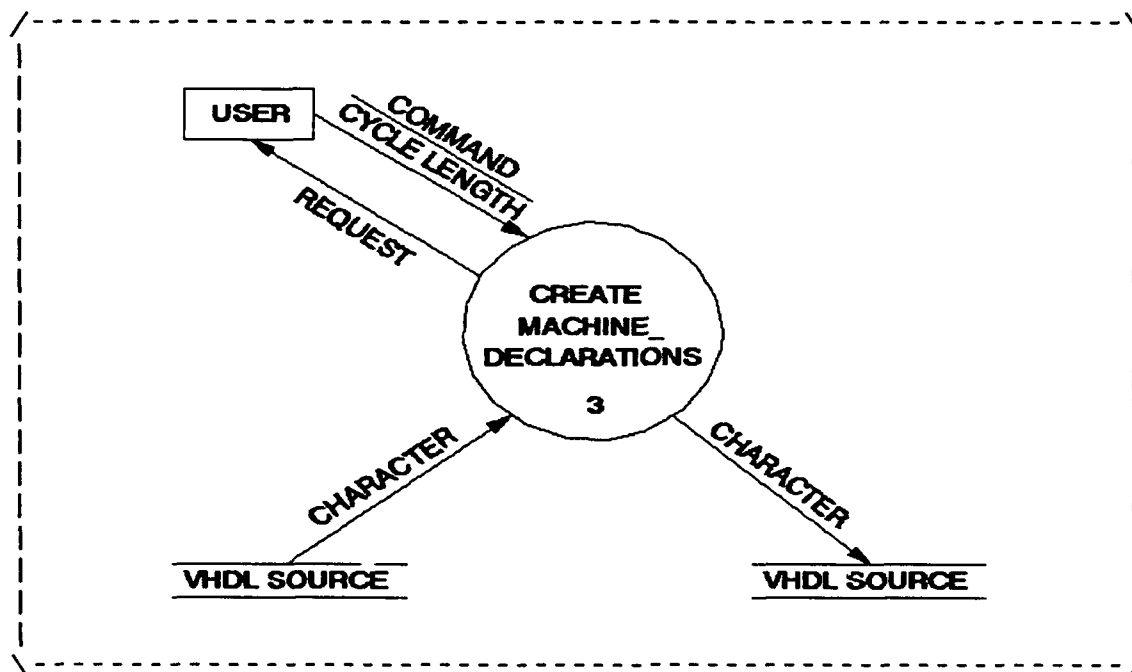 USER
COMMAND
CYCLE LENGTH
REQUEST
CREATE
MACHINE_
DECLARATIONS
3
CHARACTER
CHARACTER
VHDL SOURCE
VHDL SOURCE